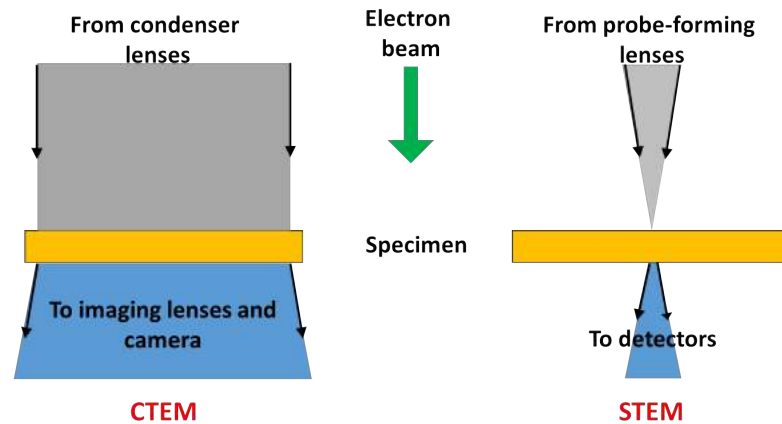 From condenser
lenses
Electron
beam
From probe-forming
lenses
Specimen
To imaging lenses and
camera
To detectors
CTEM
STEM